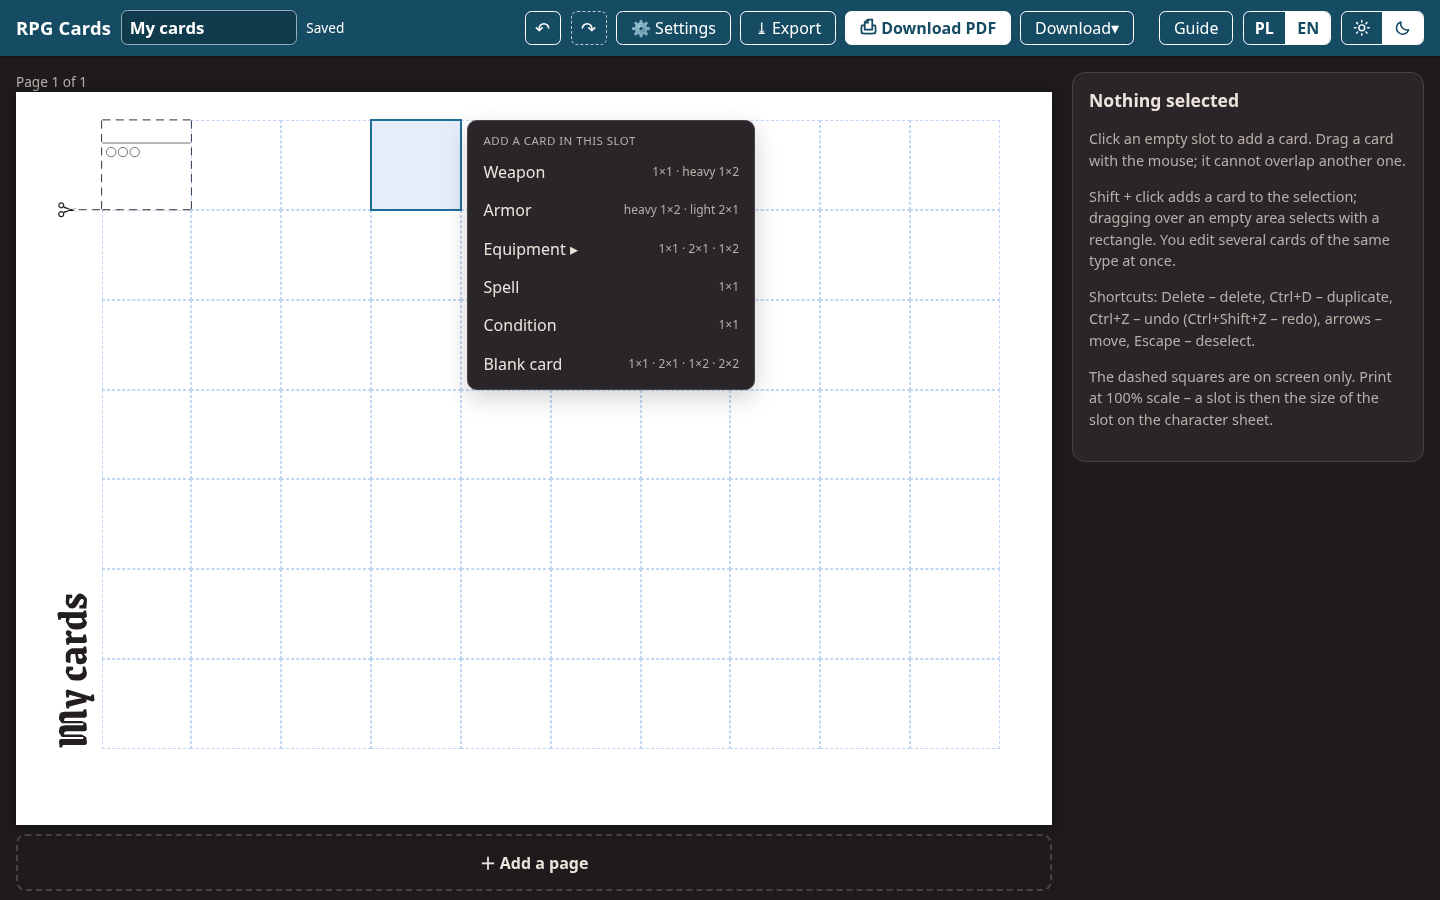 RPG Cards
My cards
Saved
↶
↷
⚙️ Settings
⤓ Export
Download PDF
Download▾
Guide
PL
EN
Page 1 of 1
ADD A CARD IN THIS SLOT
Weapon 1×1 · heavy 1×2
Armor heavy 1×2 · light 2×1
Equipment ▸ 1×1 · 2×1 · 1×2
Spell 1×1
Condition 1×1
Blank card 1×1 · 2×1 · 1×2 · 2×2
My cards
+ Add a page
Nothing selected
Click an empty slot to add a card. Drag a card
with the mouse; it cannot overlap another one.
Shift + click adds a card to the selection;
dragging over an empty area selects with a
rectangle. You edit several cards of the same
type at once.
Shortcuts: Delete – delete, Ctrl+D – duplicate,
Ctrl+Z – undo (Ctrl+Shift+Z – redo), arrows –
move, Escape – deselect.
The dashed squares are on screen only. Print
at 100% scale – a slot is then the size of the
slot on the character sheet.